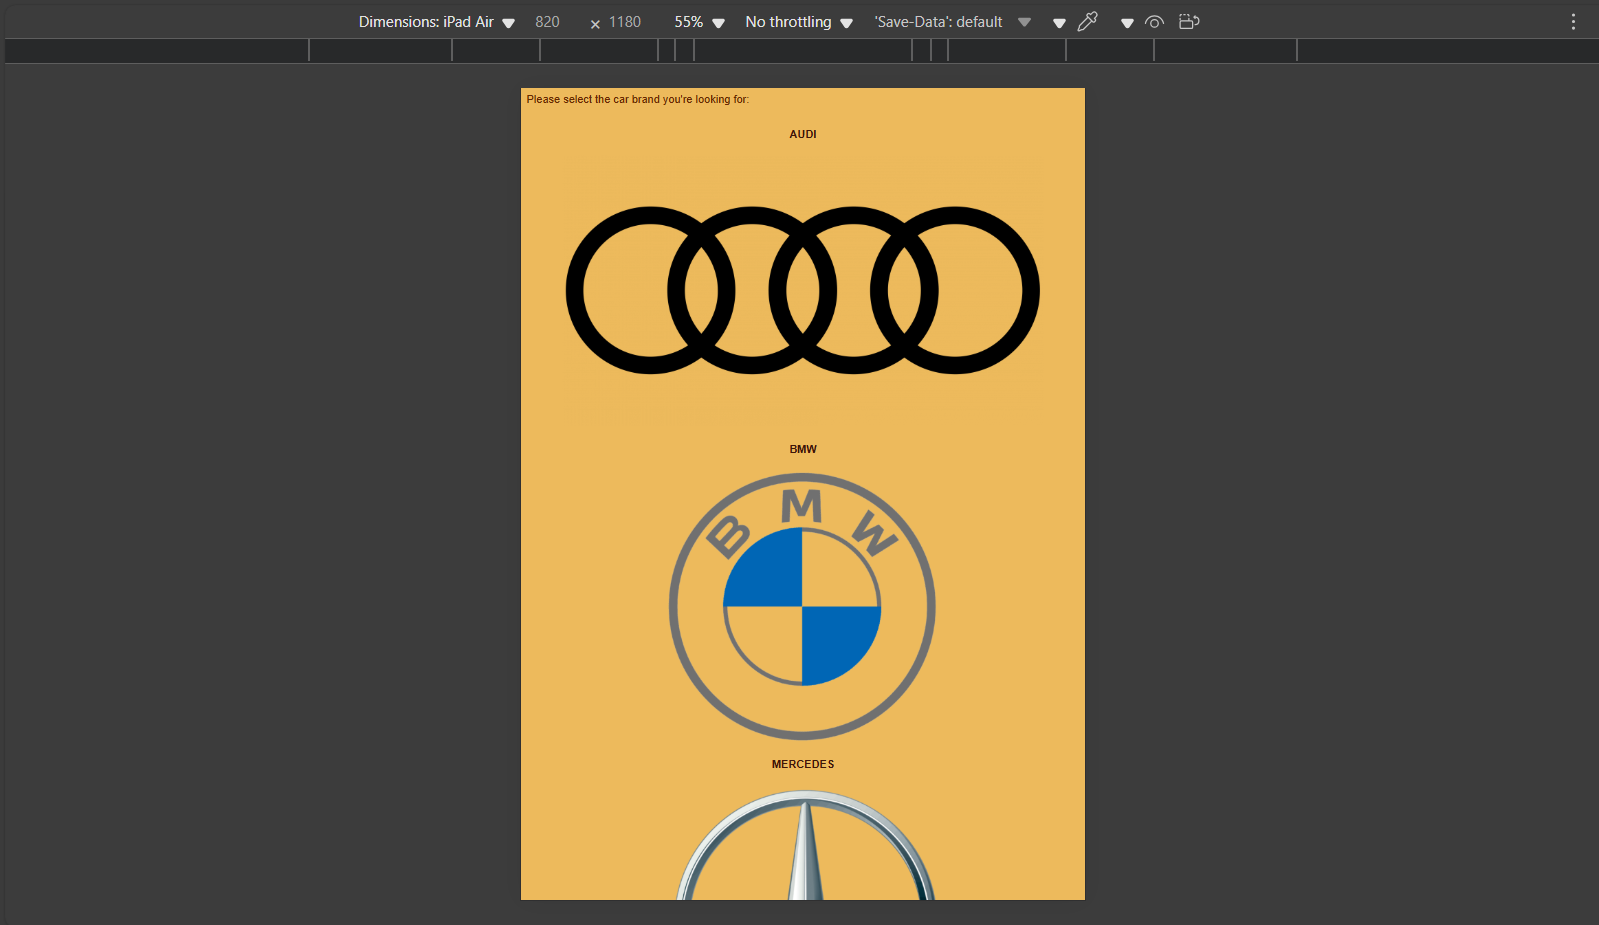 Dimensions: iPad Air 820 × 1180 55% No throttling 'Save-Data': default
Please select the car brand you're looking for:
AUDI
BMW
B M W
MERCEDES